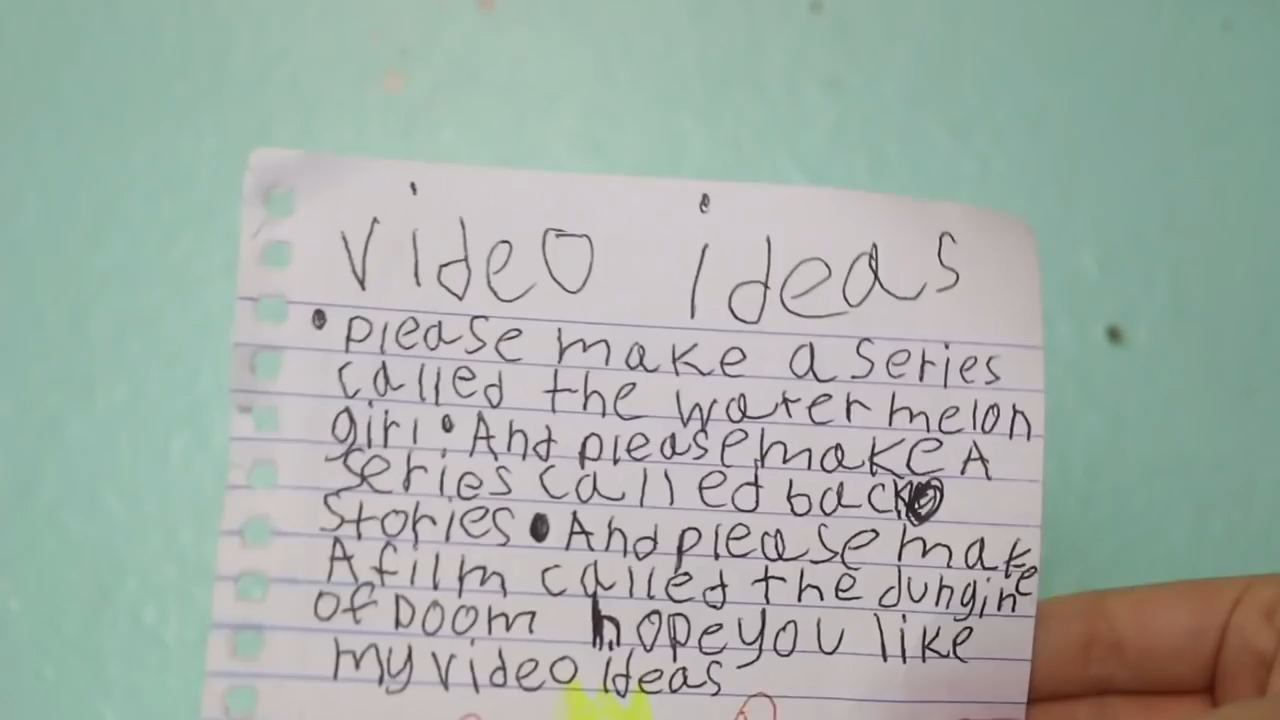 video ideas
• please make a series
called the watermelon
girl • And please make A
series called back
stories • And please make
A film called the dungine
of Doom hope you like
my video ideas